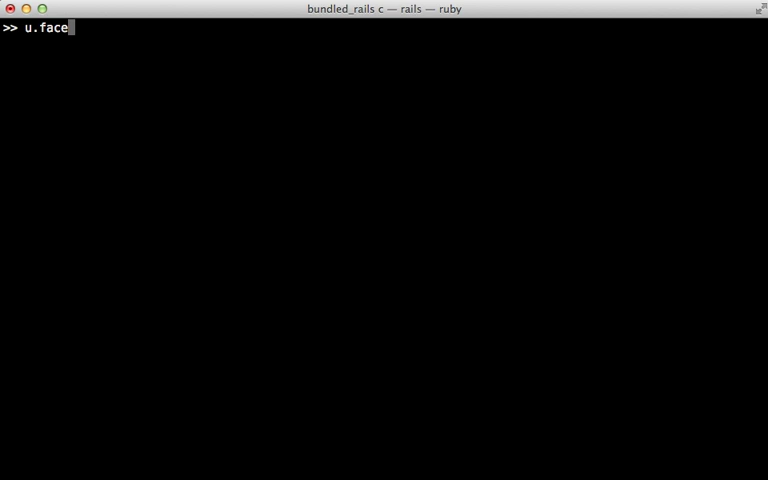 bundled_rails c — rails — ruby
>> u.face